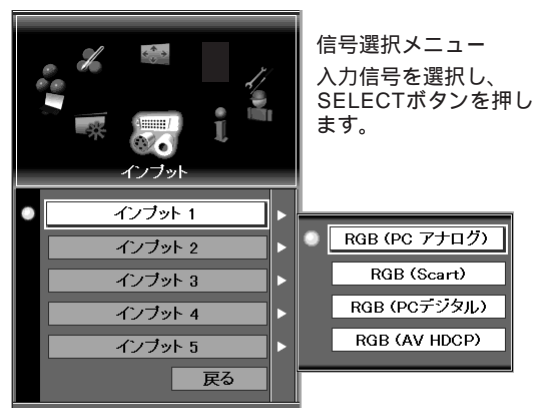 信号選択メニュー
入力信号を選択し、
SELECTボタンを押し
ます。
インプット
インプット 1
インプット 2
インプット 3
インプット 4
インプット 5
戻る
RGB (PC アナログ)
RGB (Scart)
RGB (PCデジタル)
RGB (AV HDCP)